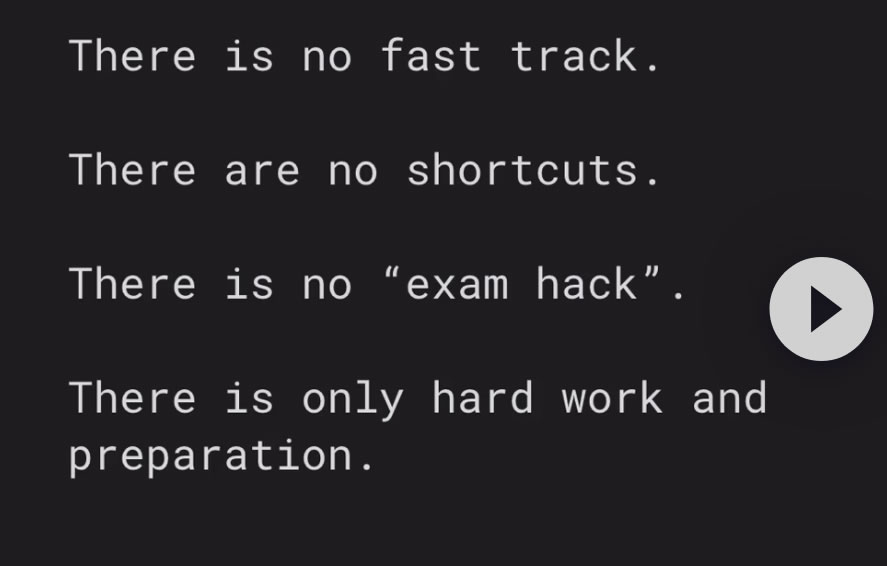 There is no fast track.
There are no shortcuts.
There is no “exam hack”.
There is only hard work and
preparation.